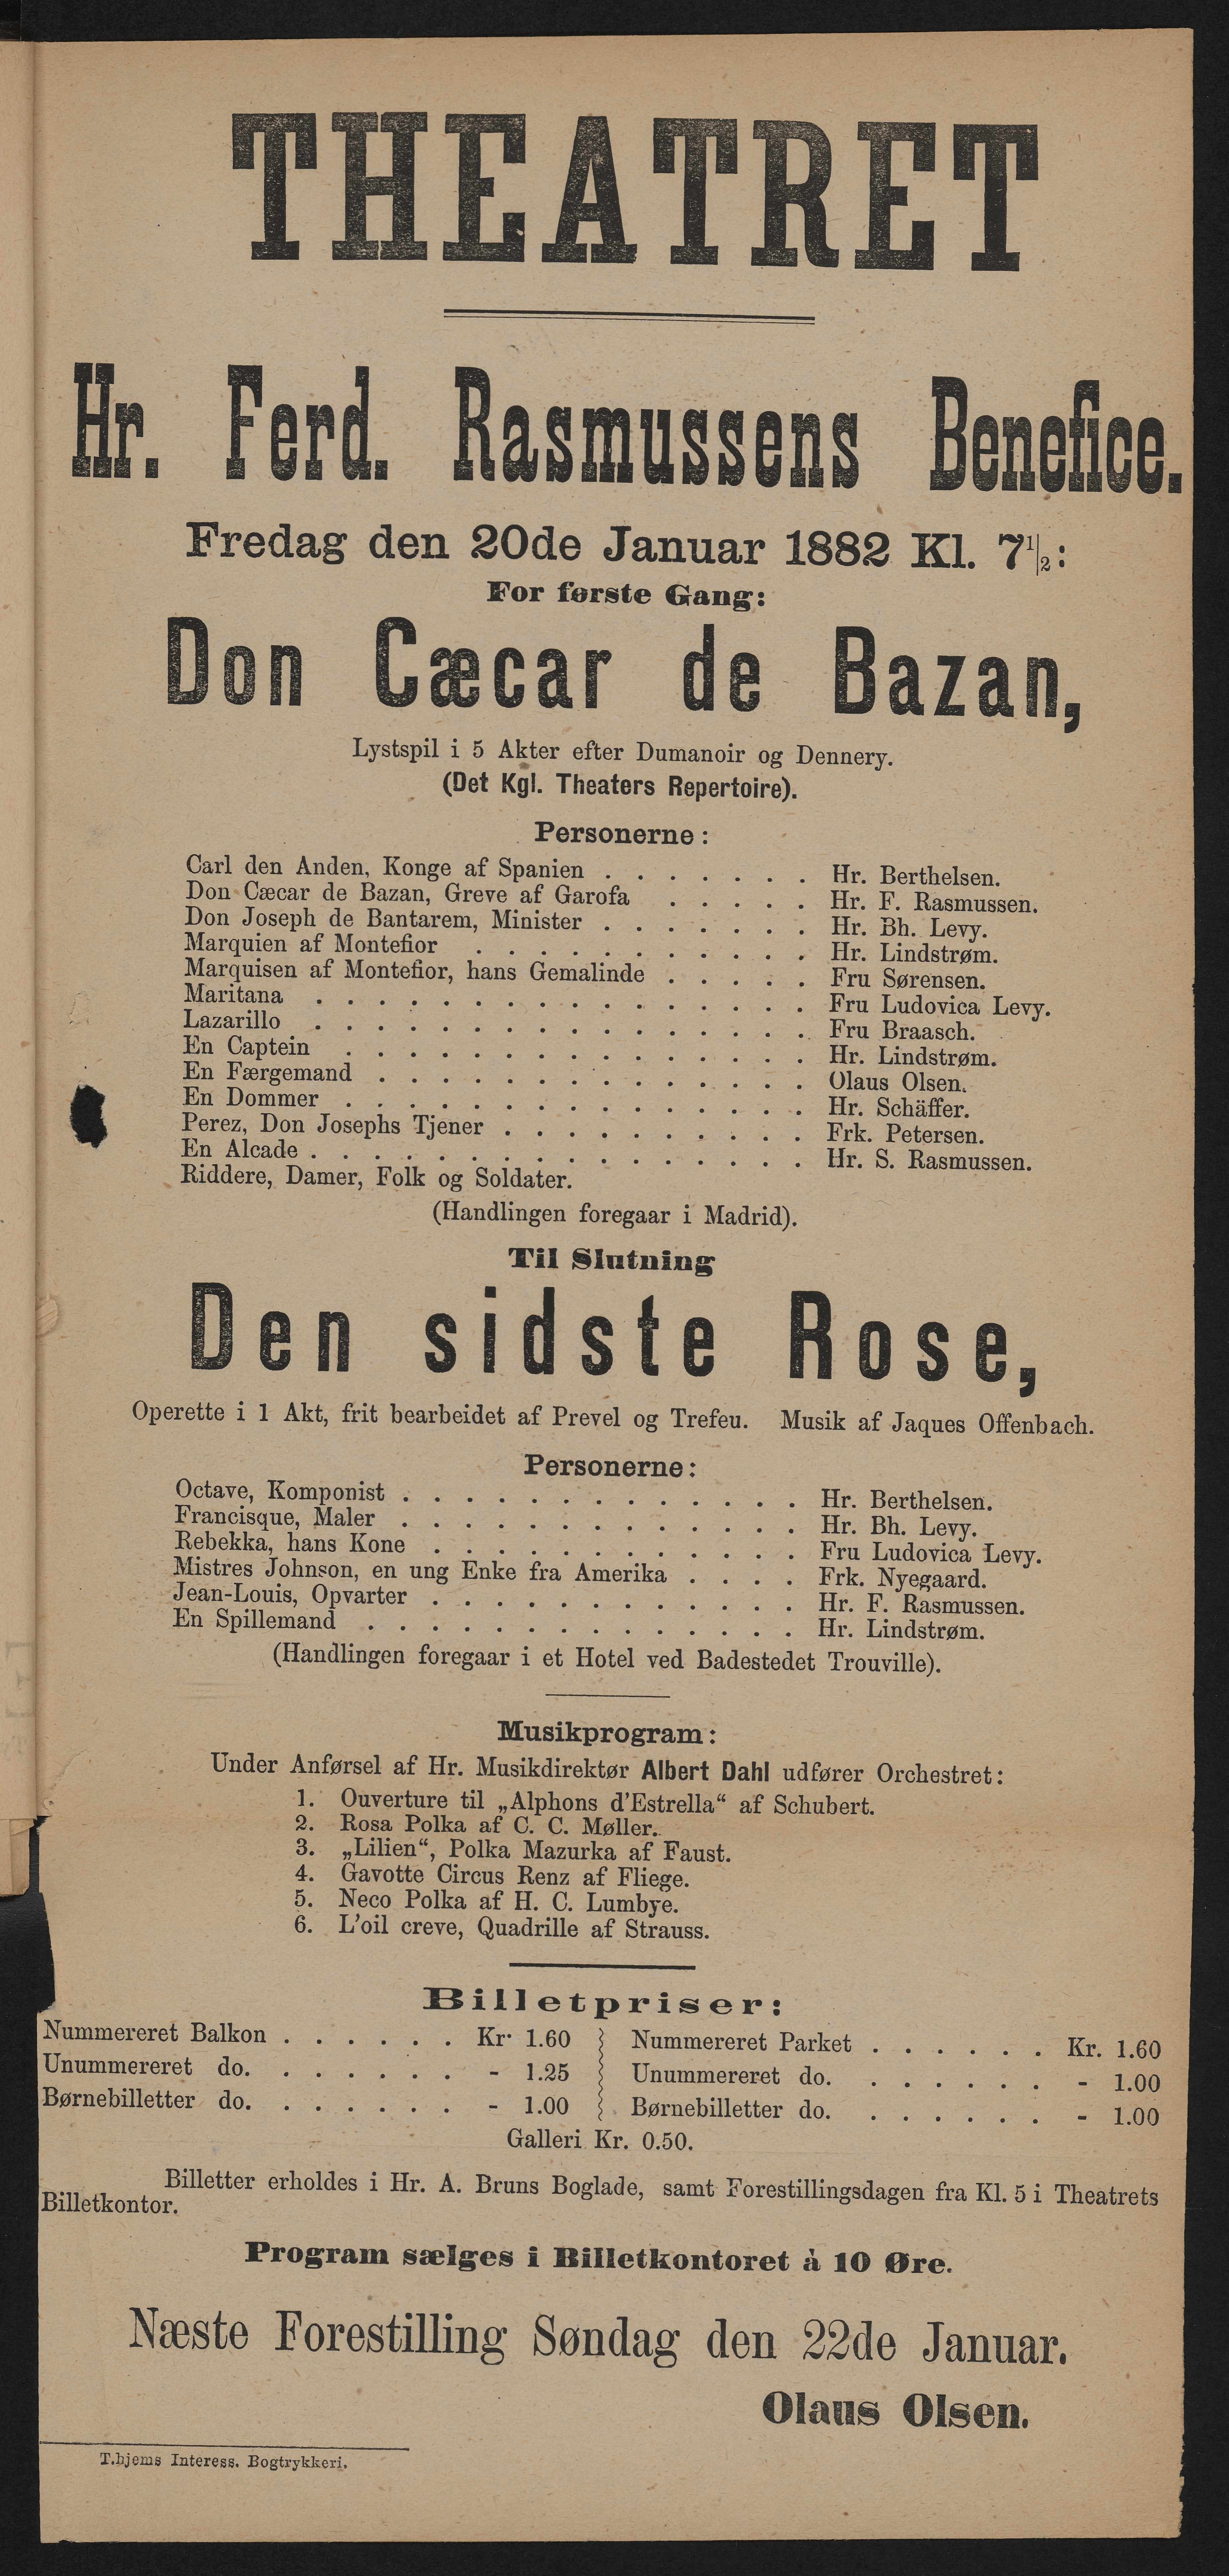 THEATRET
Hr. Ferd. Rasmussens Benefice.
Fredag den 20de Januar 1882 Kl. 7 1/2:
For første Gang:
Don Cæcar de Bazan,
Lystspil i 5 Akter efter Dumanoir og Dennery.
(Det Kgl. Theaters Repertoire).
Personerne:
Carl den Anden, Konge af Spanien . . . . . . . Hr. Berthelsen.
Don Cæcar de Bazan, Greve af Garofa . . . . . Hr. F. Rasmussen.
Don Joseph de Bantarem, Minister . . . . . . . Hr. Bh. Levy.
Marquien af Montefior . . . . . . . . . . . Hr. Lindstrøm.
Marquisen af Montefior, hans Gemalinde . . . . . Fru Sørensen.
Maritana . . . . . . . . . . . . . . . . Fru Ludovica Levy.
Lazarillo . . . . . . . . . . . . . . . . Fru Braasch.
En Captein . . . . . . . . . . . . . . . Hr. Lindstrøm.
En Færgemand . . . . . . . . . . . . . . Olaus Olsen.
En Dommer . . . . . . . . . . . . . . . Hr. Schäffer.
Perez, Don Josephs Tjener . . . . . . . . . . Frk. Petersen.
En Alcade . . . . . . . . . . . . . . . . Hr. S. Rasmussen.
Riddere, Damer, Folk og Soldater.
(Handlingen foregaar i Madrid).
Til Slutning
Den sidste Rose,
Operette i 1 Akt, frit bearbeidet af Prevel og Trefeu. Musik af Jaques Offenbach.
Personerne:
Octave, Komponist . . . . . . . . . . . . . Hr. Berthelsen.
Francisque, Maler . . . . . . . . . . . . . Hr. Bh. Levy.
Rebekka, hans Kone . . . . . . . . . . . . Fru Ludovica Levy.
Mistres Johnson, en ung Enke fra Amerika . . . . Frk. Nyegaard.
Jean-Louis, Opvarter . . . . . . . . . . . . Hr. F. Rasmussen.
En Spillemand . . . . . . . . . . . . . . Hr. Lindstrøm.
(Handlingen foregaar i et Hotel ved Badestedet Trouville).
Musikprogram:
Under Anførsel af Hr. Musikdirektør Albert Dahl udfører Orchestret:
1. Ouverture til „Alphons d'Estrella“ af Schubert.
2. Rosa Polka af C. C. Møller.
3. „Lilien“, Polka Mazurka af Faust.
4. Gavotte Circus Renz af Fliege.
5. Neco Polka af H. C. Lumbye.
6. L'oil creve, Quadrille af Strauss.
Billetpriser:
Nummereret Balkon . . . . . . Kr. 1.60 Nummereret Parket . . . . . . Kr. 1.60
Unummereret do. . . . . . . - 1.25 Unummereret do. . . . . . . - 1.00
Børnebilletter do. . . . . . . - 1.00 Børnebilletter do. . . . . . . - 1.00
Galleri Kr. 0.50.
Billetter erholdes i Hr. A. Bruns Boglade, samt Forestillingsdagen fra Kl. 5 i Theatrets
Billetkontor.
Program sælges i Billetkontoret à 10 Øre.
Næste Forestilling Søndag den 22de Januar.
Olaus Olsen.
T.hjems Interess. Bogtrykkeri.